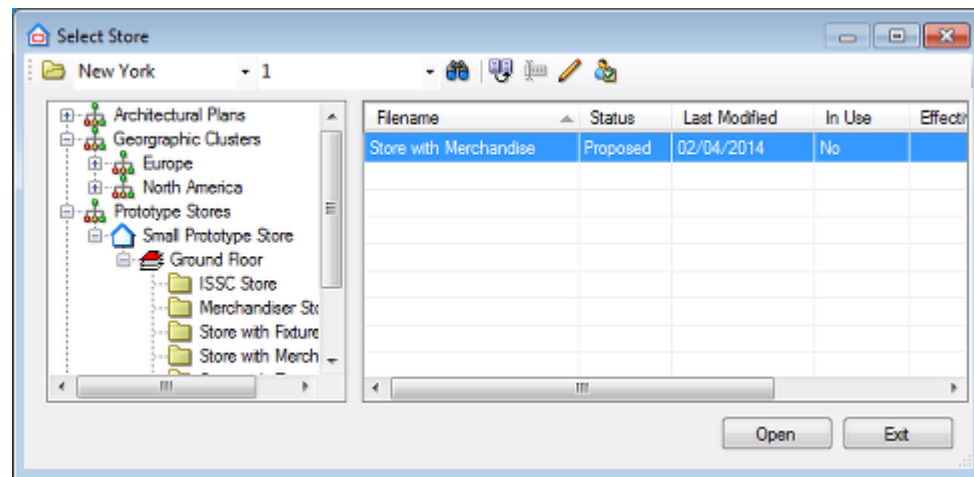 Select Store
New York 1
Architectural Plans
Georgraphic Clusters
Europe
North America
Prototype Stores
Small Prototype Store
Ground Floor
ISSC Store
Merchandiser Sto
Store with Fixture
Store with Merch
Filename Status Last Modified In Use Effectiv
Store with Merchandise Proposed 02/04/2014 No
Open Exit